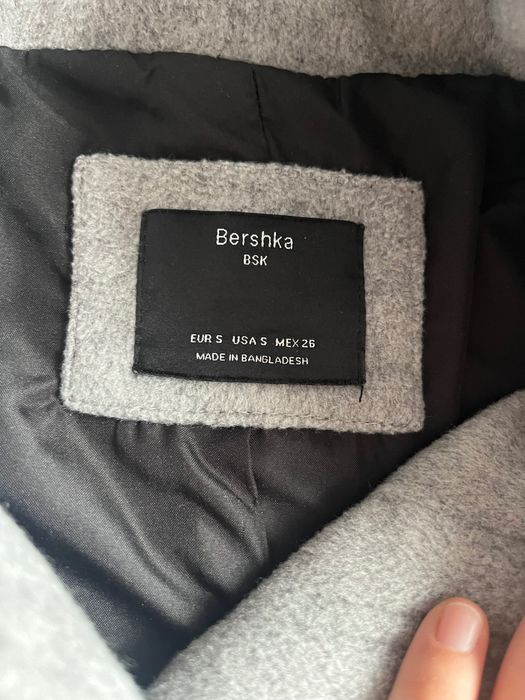 Bershka
BSK
EUR S USA S MEX 26
MADE IN BANGLADESH